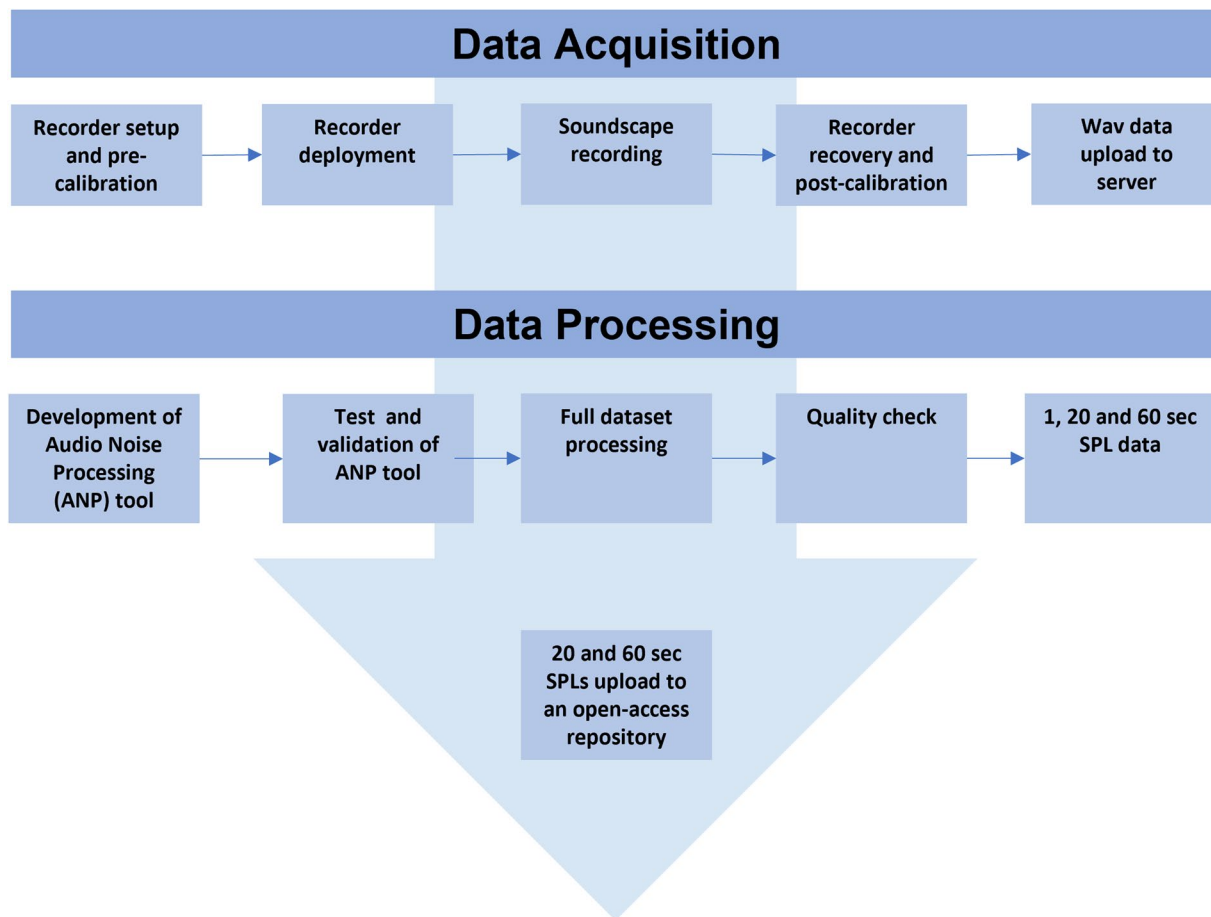 Data Acquisition
Recorder setup
and pre-
calibration
Recorder
deployment
Soundscape
recording
Recorder
recovery and
post-calibration
Wav data
upload to
server
Data Processing
Development of
Audio Noise
Processing
(ANP) tool
Test and
validation of
ANP tool
Full dataset
processing
Quality check
1, 20 and 60 sec
SPL data
20 and 60 sec
SPLs upload to
an open-access
repository